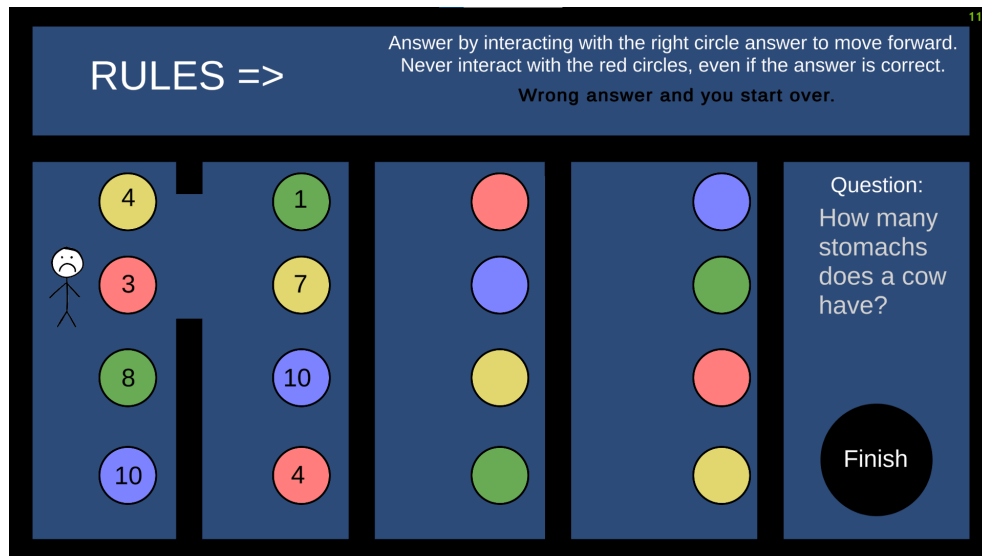 11
RULES =>
Answer by interacting with the right circle answer to move forward.
Never interact with the red circles, even if the answer is correct.
Wrong answer and you start over.
4
1
3
7
8
10
10
4
Question:
How many
stomachs
does a cow
have?
Finish